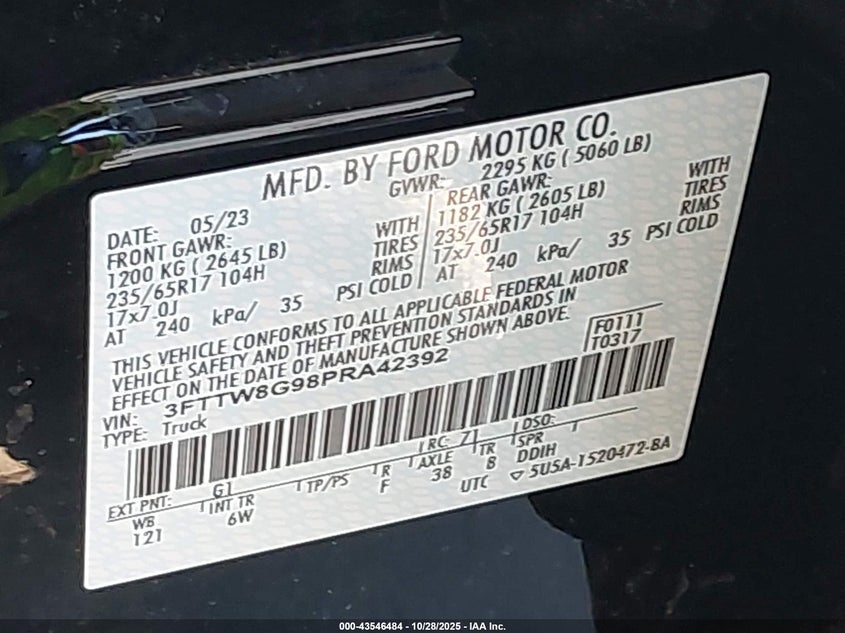 MFD. BY FORD MOTOR CO.
DATE: 05/23
GVWR: 2295 KG ( 5060 LB)
FRONT GAWR:
1200 KG ( 2645 LB)
WITH
235/65R17 104H
TIRES
17x7.0J
RIMS
AT 240 kPa/ 35 PSI COLD
REAR GAWR:
1182 KG ( 2605 LB)
WITH
235/65R17 104H
TIRES
17x7.0J
RIMS
AT 240 kPa/ 35 PSI COLD
THIS VEHICLE CONFORMS TO ALL APPLICABLE FEDERAL MOTOR
VEHICLE SAFETY AND THEFT PREVENTION STANDARDS IN
EFFECT ON THE DATE OF MANUFACTURE SHOWN ABOVE.
VIN: 3FTTW8G98PRA42392
F0111
T0317
TYPE: Truck
EXT PNT: G1
RC: 71
DSO:
WB
INT TR
TP/PS
R
AXLE
TR
SPR
121
6W
F
38
B
DDIH
UTC
5U5A-1520472-BA
000-43546484 - 10/28/2025 - IAA Inc.